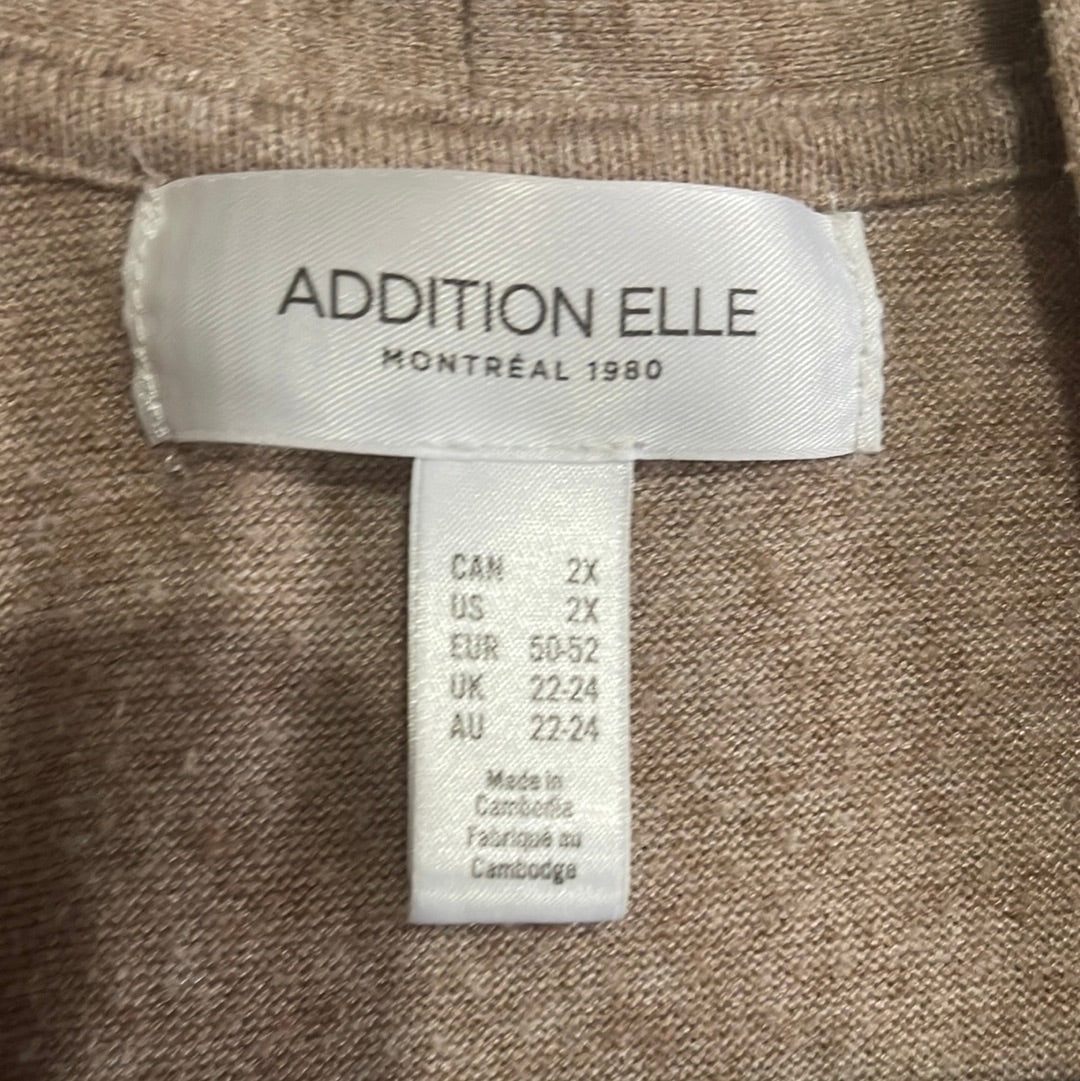 ADDITION ELLE
MONTRÉAL 1980
CAN 2X
US 2X
EUR 50-52
UK 22-24
AU 22-24
Made in
Cambodia
Fabriqué au
Cambodge